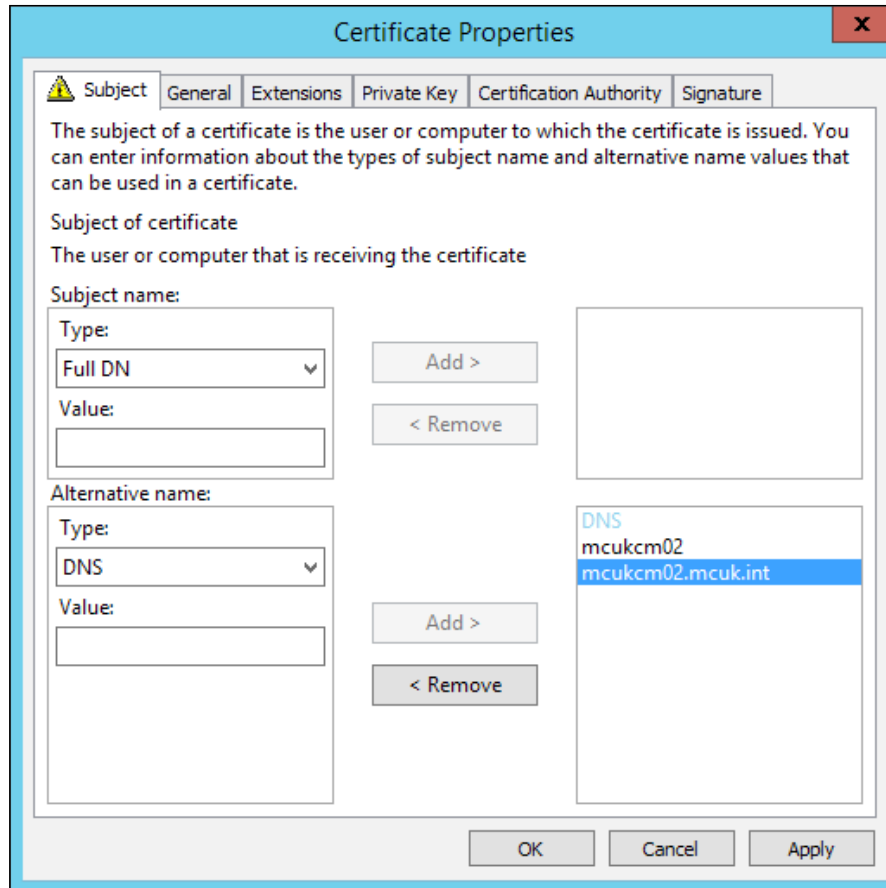 Certificate Properties
x
Subject
General
Extensions
Private Key
Certification Authority
Signature
The subject of a certificate is the user or computer to which the certificate is issued. You
can enter information about the types of subject name and alternative name values that
can be used in a certificate.
Subject of certificate
The user or computer that is receiving the certificate
Subject name:
Type:
Full DN
Value:
Add >
< Remove
Alternative name:
Type:
DNS
Value:
Add >
< Remove
DNS
mcukcm02
mcukcm02.mcuk.int
OK
Cancel
Apply